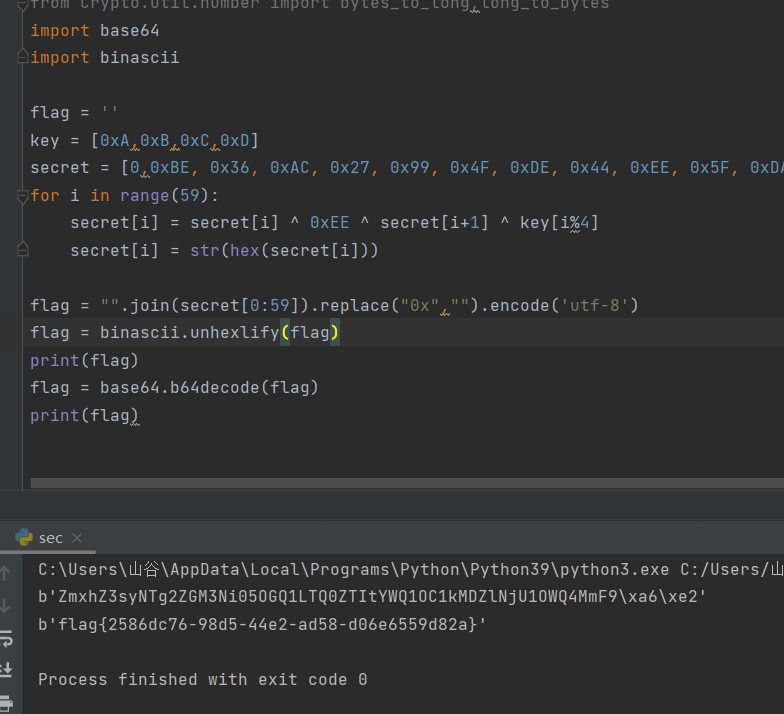 from Crypto.Util.number import bytes_to_long,long_to_bytes
import base64
import binascii
flag = ''
key = [0xA,0xB,0xC,0xD]
secret = [0,0xBE, 0x36, 0xAC, 0x27, 0x99, 0x4F, 0xDE, 0x44, 0xEE, 0x5F, 0xDA
for i in range(59):
    secret[i] = secret[i] ^ 0xEE ^ secret[i+1] ^ key[i%4]
    secret[i] = str(hex(secret[i]))
flag = "".join(secret[0:59]).replace("0x","").encode('utf-8')
flag = binascii.unhexlify(flag)
print(flag)
flag = base64.b64decode(flag)
print(flag)
sec
C:\Users\山谷\AppData\Local\Programs\Python\Python39\python3.exe C:/Users/山
b'ZmxhZ3syNTg2ZGM3Ni05OGQ1LTQ0ZTItYWQ1OC1kMDZlNjU1OWQ4MmF9\xa6\xe2'
b'flag{2586dc76-98d5-44e2-ad58-d06e6559d82a}'
Process finished with exit code 0